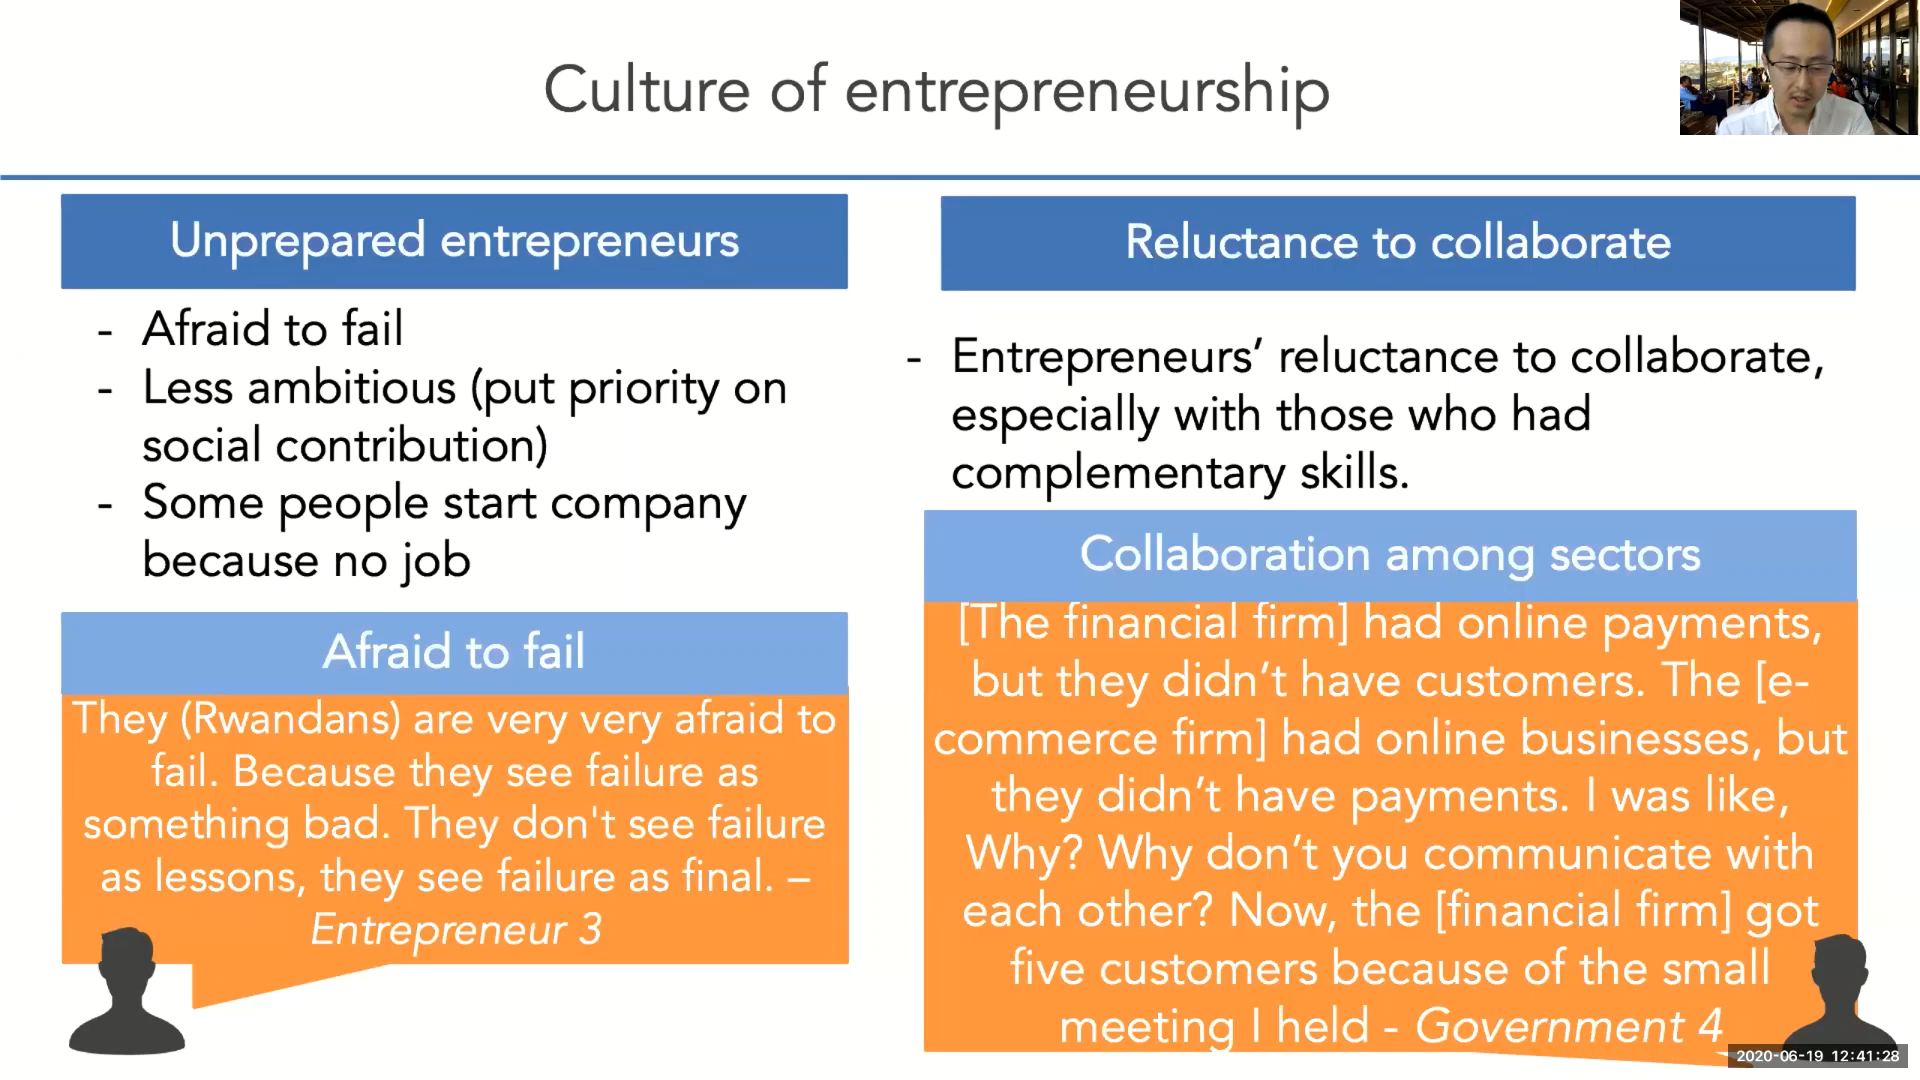 Culture of entrepreneurship
Unprepared entrepreneurs
- Afraid to fail
- Less ambitious (put priority on
social contribution)
- Some people start company
because no job
Afraid to fail
They (Rwandans) are very very afraid to
fail. Because they see failure as
something bad. They don't see failure
as lessons, they see failure as final. –
Entrepreneur 3
Reluctance to collaborate
- Entrepreneurs’ reluctance to collaborate,
especially with those who had
complementary skills.
Collaboration among sectors
[The financial firm] had online payments,
but they didn’t have customers. The [e-
commerce firm] had online businesses, but
they didn’t have payments. I was like,
Why? Why don’t you communicate with
each other? Now, the [financial firm] got
five customers because of the small
meeting I held - Government 4
2020-06-19 12:41:28